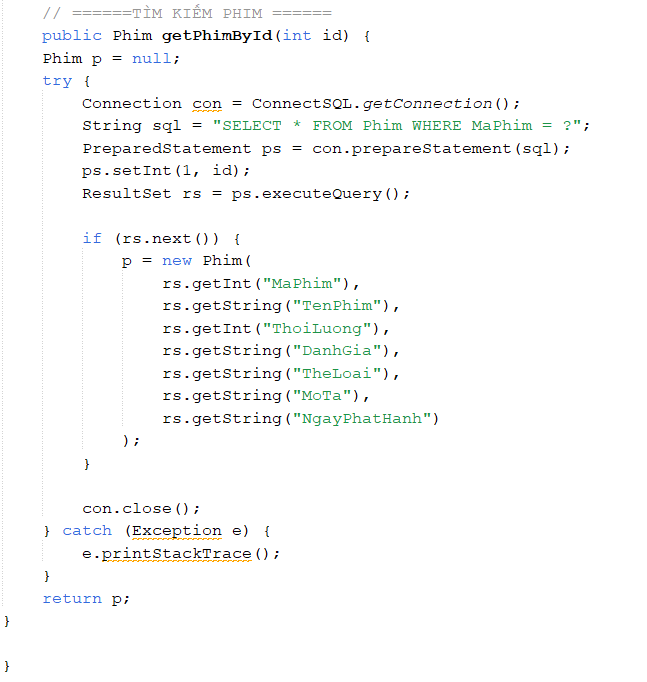 // ======TÌM KIẾM PHIM ======
public Phim getPhimById(int id) {
Phim p = null;
try {
Connection con = ConnectSQL.getConnection();
String sql = "SELECT * FROM Phim WHERE MaPhim = ?";
PreparedStatement ps = con.prepareStatement(sql);
ps.setInt(1, id);
ResultSet rs = ps.executeQuery();
if (rs.next()) {
p = new Phim(
rs.getInt("MaPhim"),
rs.getString("TenPhim"),
rs.getInt("ThoiLuong"),
rs.getString("DanhGia"),
rs.getString("TheLoai"),
rs.getString("MoTa"),
rs.getString("NgayPhatHanh")
);
}
con.close();
} catch (Exception e) {
e.printStackTrace();
}
return p;
}
}